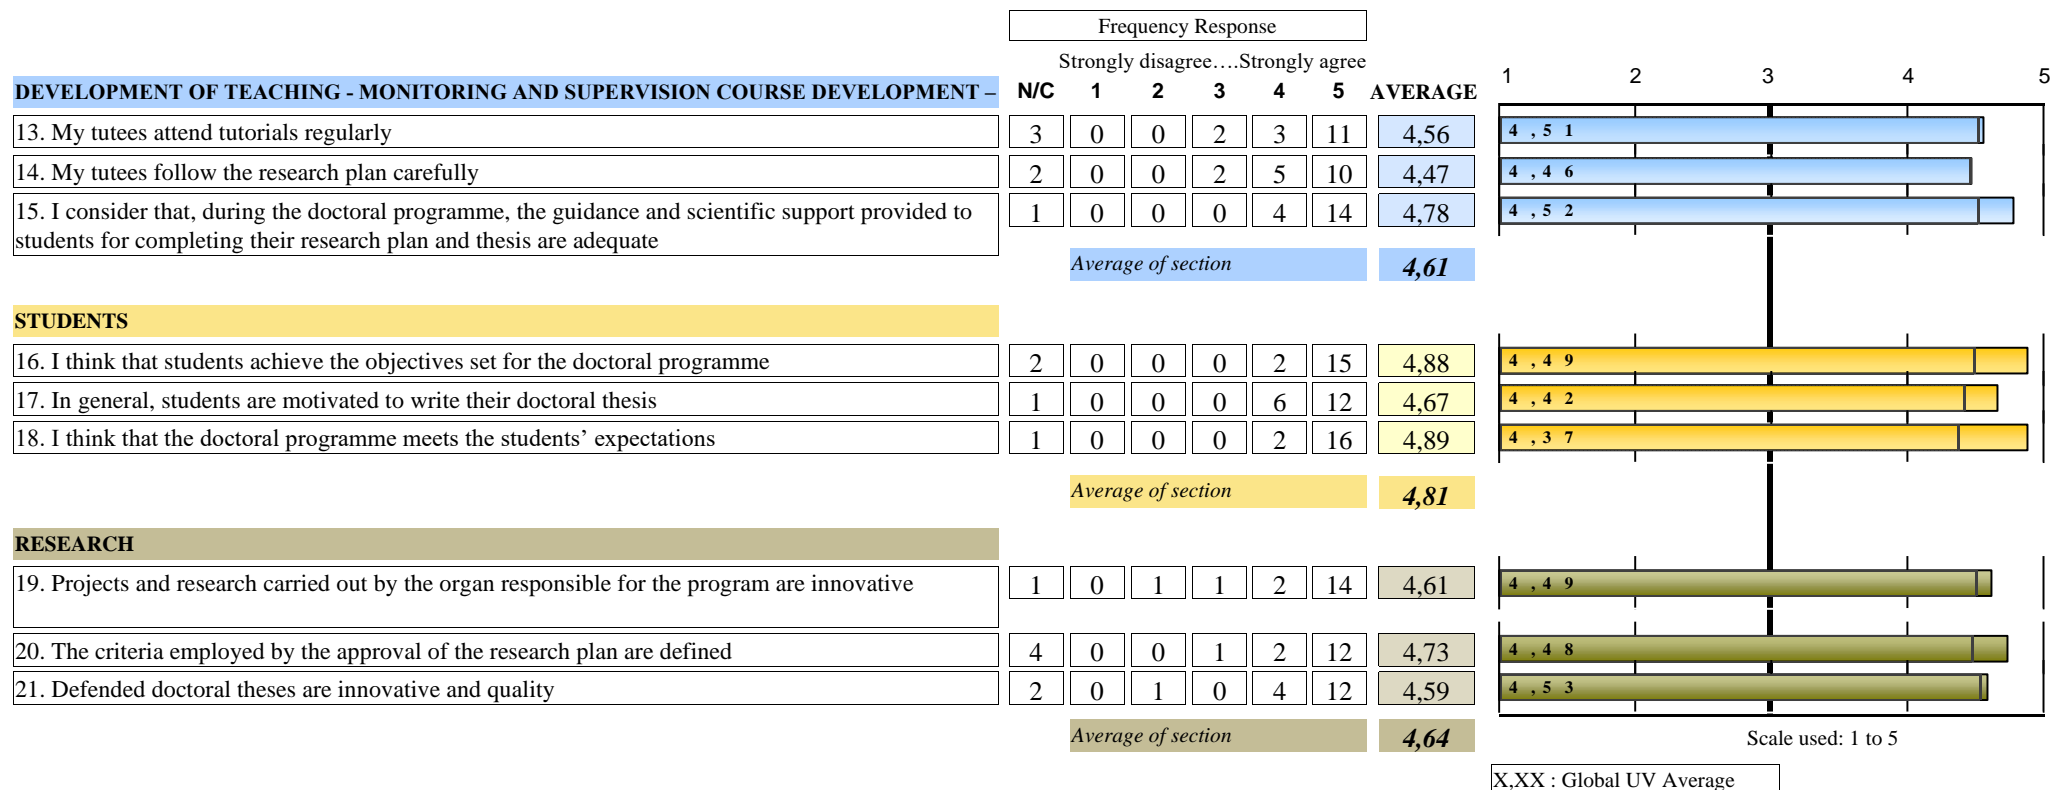 Frequency Response
Strongly disagree….Strongly agree
DEVELOPMENT OF TEACHING - MONITORING AND SUPERVISION COURSE DEVELOPMENT – N/C 1 2 3 4 5 AVERAGE 1 2 3 4 5
13. My tutees attend tutorials regularly 3 0 0 2 3 11 4,56 4,51
14. My tutees follow the research plan carefully 2 0 0 2 5 10 4,47 4,46
15. I consider that, during the doctoral programme, the guidance and scientific support provided to 1 0 0 0 4 14 4,78 4,52
students for completing their research plan and thesis are adequate
Average of section 4,61
STUDENTS
16. I think that students achieve the objectives set for the doctoral programme 2 0 0 0 2 15 4,88 4,49
17. In general, students are motivated to write their doctoral thesis 1 0 0 0 6 12 4,67 4,42
18. I think that the doctoral programme meets the students’ expectations 1 0 0 0 2 16 4,89 4,37
Average of section 4,81
RESEARCH
19. Projects and research carried out by the organ responsible for the program are innovative 1 0 1 1 2 14 4,61 4,49
20. The criteria employed by the approval of the research plan are defined 4 0 0 1 2 12 4,73 4,48
21. Defended doctoral theses are innovative and quality 2 0 1 0 4 12 4,59 4,53
Average of section 4,64
Scale used: 1 to 5
X,XX : Global UV Average